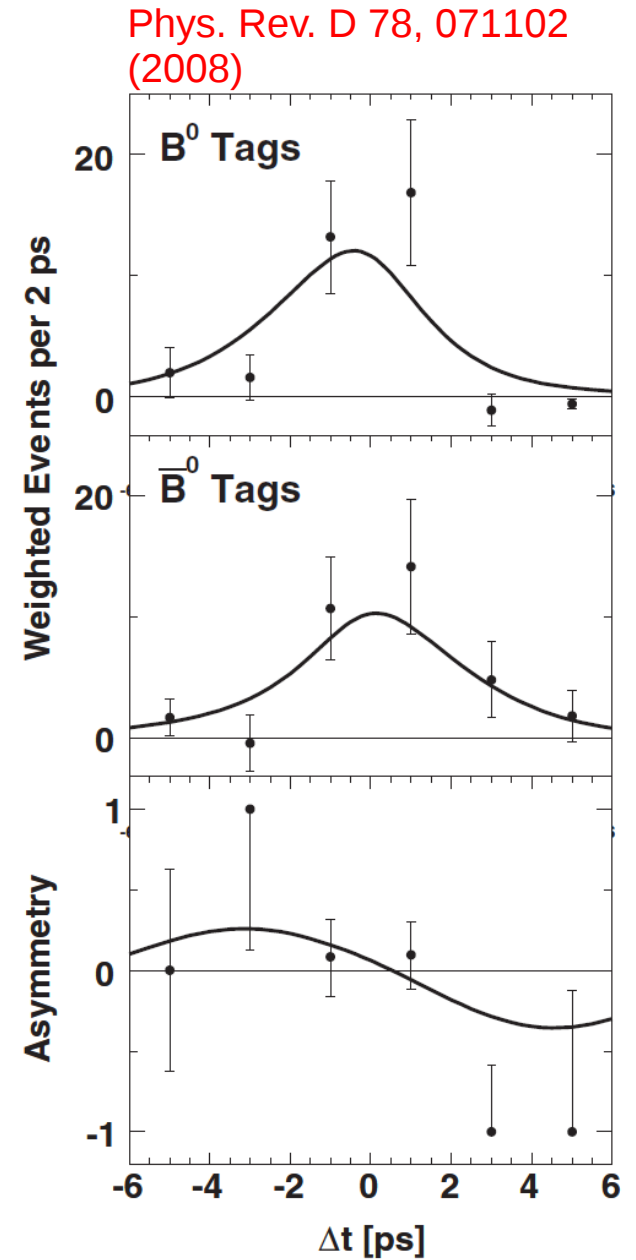 Phys. Rev. D 78, 071102
(2008)
B⁰ Tags
20
0
Weighted Events per 2 ps
B̅⁰ Tags
20
0
1
0
-1
Asymmetry
-6 -4 -2 0 2 4 6
Δt [ps]